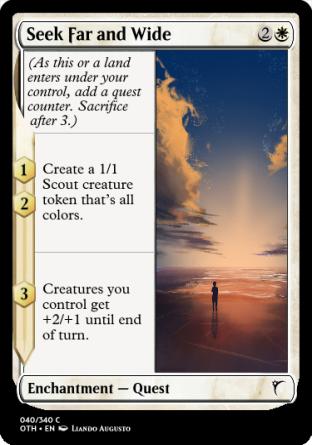 Seek Far and Wide 2
(As this or a land
enters under your
control, add a quest
counter. Sacrifice
after 3.)
1
2
Create a 1/1
Scout creature
token that's all
colors.
3
Creatures you
control get
+2/+1 until end
of turn.
Enchantment — Quest
040/340 C
OTH • EN Liando Augusto